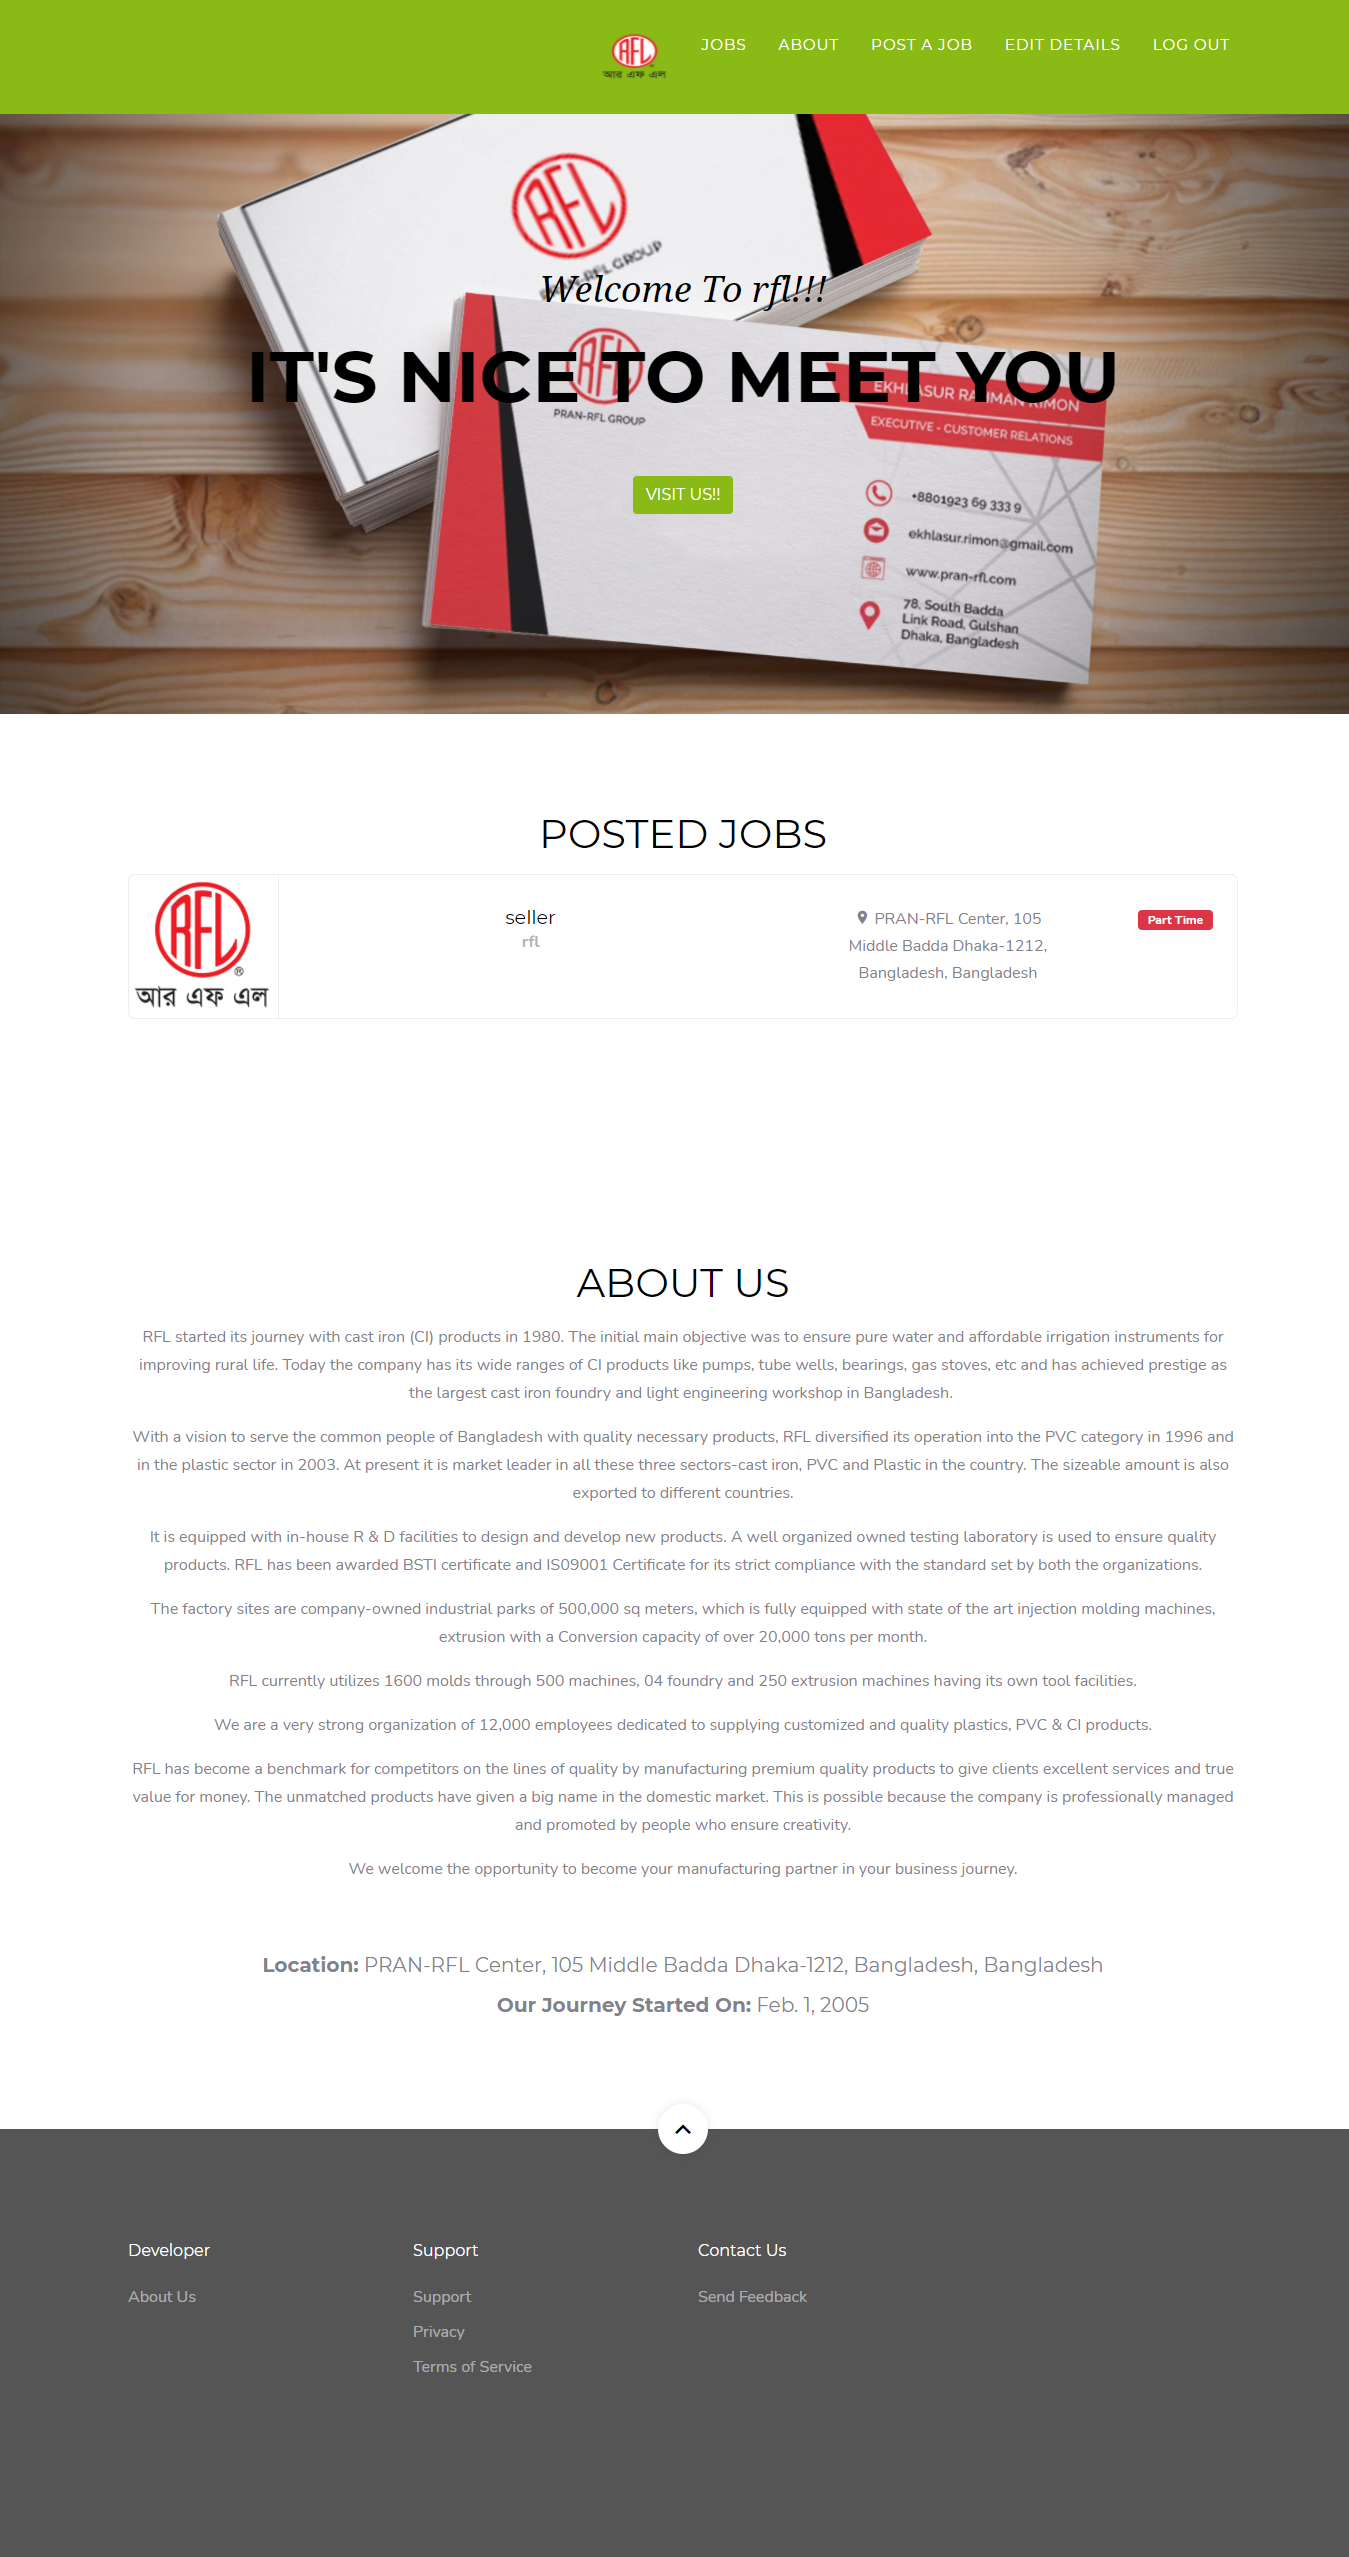 RFL
আর এফ এল
JOBS
ABOUT
POST A JOB
EDIT DETAILS
LOG OUT
RFL
PRAN-RFL GROUP
Welcome To rfl!!!
IT'S NICE TO MEET YOU
RFL
PRAN-RFL GROUP
EKHLASUR RAHMAN RIMON
EXECUTIVE - CUSTOMER RELATIONS
VISIT US!!
+8801923 69 333 9
ekhlasur.rimon@gmail.com
www.pran-rfl.com
78, South Badda
Link Road, Gulshan
Dhaka, Bangladesh
POSTED JOBS
RFL®
আর এফ এল
seller
rfl
PRAN-RFL Center, 105
Middle Badda Dhaka-1212,
Bangladesh, Bangladesh
Part Time
ABOUT US
RFL started its journey with cast iron (CI) products in 1980. The initial main objective was to ensure pure water and affordable irrigation instruments for
improving rural life. Today the company has its wide ranges of CI products like pumps, tube wells, bearings, gas stoves, etc and has achieved prestige as
the largest cast iron foundry and light engineering workshop in Bangladesh.
With a vision to serve the common people of Bangladesh with quality necessary products, RFL diversified its operation into the PVC category in 1996 and
in the plastic sector in 2003. At present it is market leader in all these three sectors-cast iron, PVC and Plastic in the country. The sizeable amount is also
exported to different countries.
It is equipped with in-house R & D facilities to design and develop new products. A well organized owned testing laboratory is used to ensure quality
products. RFL has been awarded BSTI certificate and IS09001 Certificate for its strict compliance with the standard set by both the organizations.
The factory sites are company-owned industrial parks of 500,000 sq meters, which is fully equipped with state of the art injection molding machines,
extrusion with a Conversion capacity of over 20,000 tons per month.
RFL currently utilizes 1600 molds through 500 machines, 04 foundry and 250 extrusion machines having its own tool facilities.
We are a very strong organization of 12,000 employees dedicated to supplying customized and quality plastics, PVC & CI products.
RFL has become a benchmark for competitors on the lines of quality by manufacturing premium quality products to give clients excellent services and true
value for money. The unmatched products have given a big name in the domestic market. This is possible because the company is professionally managed
and promoted by people who ensure creativity.
We welcome the opportunity to become your manufacturing partner in your business journey.
Location: PRAN-RFL Center, 105 Middle Badda Dhaka-1212, Bangladesh, Bangladesh
Our Journey Started On: Feb. 1, 2005
Developer
About Us
Support
Support
Privacy
Terms of Service
Contact Us
Send Feedback